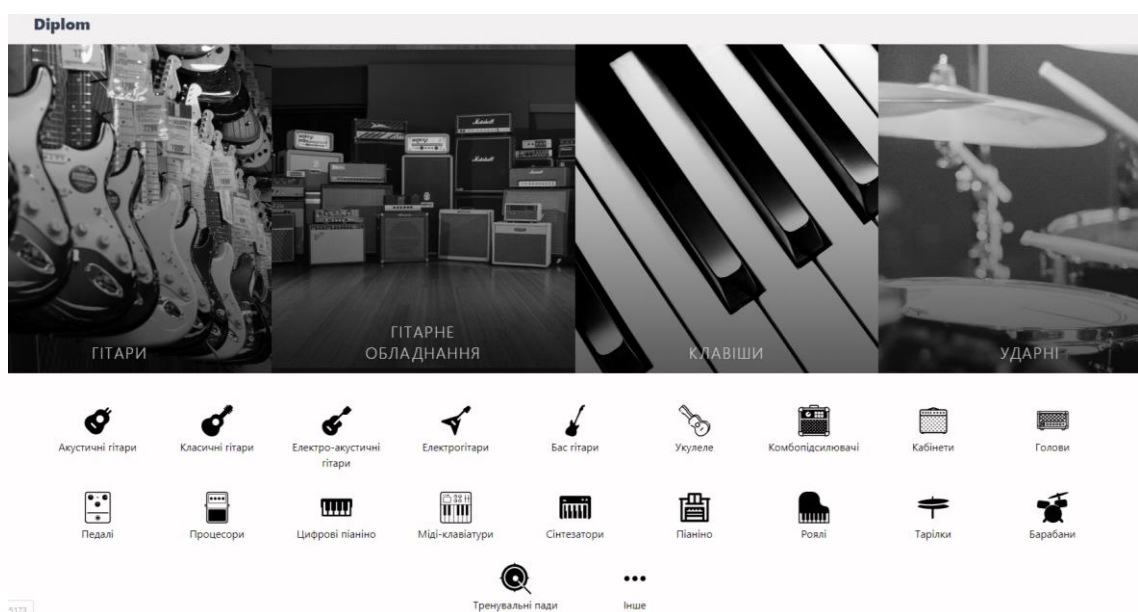 Diplom
ГІТАРИ
ГІТАРНЕ
ОБЛАДНАННЯ
КЛАВІШИ
УДАРНІ
Акустичні гітари
Класичні гітари
Електро-акустичні
гітари
Електрогітари
Бас гітари
Укулеле
Комбопідсилювачі
Кабінети
Голови
Педалі
Процесори
Цифрові піаніно
Міді-клавіатури
Сінтезатори
Піаніно
Роялі
Тарілки
Барабани
Тренувальні пади
Інше
5173